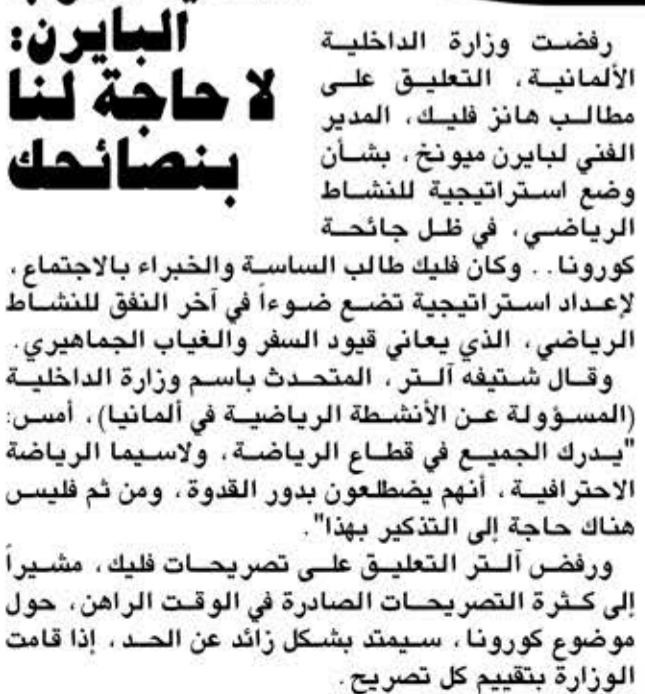 البايرن:
لا حاجة لنا
بنصائحك
رفضت وزارة الداخلية
الألمانية، التعليق على
مطالب هانز فليك، المدير
الفني لبايرن ميونخ، بشأن
وضع استراتيجية للنشاط
الرياضي، في ظل جائحة
كورونا.. وكان فليك طالب الساسة والخبراء بالاجتماع،
لإعداد استراتيجية تضع ضوءاً في آخر النفق للنشاط
الرياضي، الذي يعاني قيود السفر والغياب الجماهيري.
وقال شتيفه آلتر، المتحدث باسم وزارة الداخلية
(المسؤولة عن الأنشطة الرياضية في ألمانيا)، أمس:
"يدرك الجميع في قطاع الرياضة، ولاسيما الرياضة
الاحترافية، أنهم يضطلعون بدور القدوة، ومن ثم فليس
هناك حاجة إلى التذكير بهذا".
ورفض آلتر التعليق على تصريحات فليك، مشيراً
إلى كثرة التصريحات الصادرة في الوقت الراهن، حول
موضوع كورونا، سيمتد بشكل زائد عن الحد، إذا قامت
الوزارة بتقييم كل تصريح.